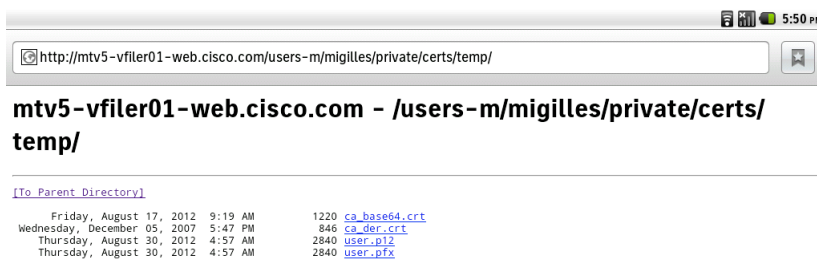 5:50 PM
http://mtv5-vfiler01-web.cisco.com/users-m/migilles/private/certs/temp/
mtv5-vfiler01-web.cisco.com - /users-m/migilles/private/certs/
temp/
[To Parent Directory]
Friday, August 17, 2012 9:19 AM 1220 ca_base64.crt
Wednesday, December 05, 2007 5:47 PM 846 ca_der.crt
Thursday, August 30, 2012 4:57 AM 2840 user.p12
Thursday, August 30, 2012 4:57 AM 2840 user.pfx